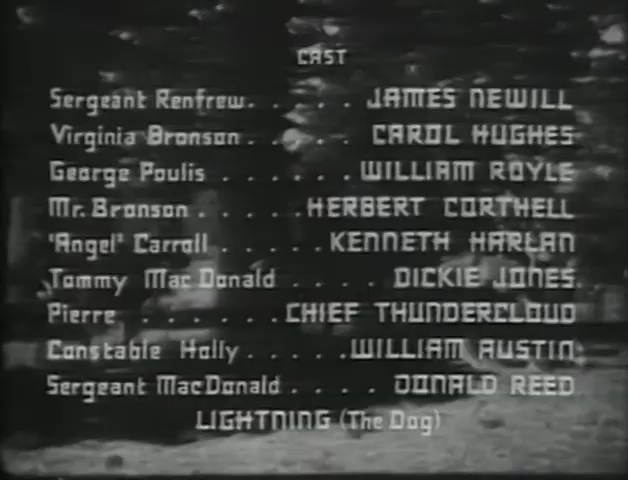 CAST
Sergeant Renfrew. . . . . JAMES NEWILL
Virginia Bronson . . . . CAROL HUGHES
George Poulis . . . . . . WILLIAM ROYLE
Mr. Bronson . . . . . HERBERT CORTHELL
'Angel' Carroll . . . . . KENNETH HARLAN
Tommy Mac Donald . . . . DICKIE JONES
Pierre . . . . . . CHIEF THUNDERCLOUD
Constable Holly . . . . . WILLIAM AUSTIN
Sergeant MacDonald . . . . DONALD REED
LIGHTNING (The Dog)